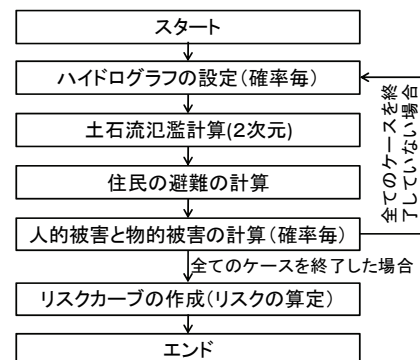 スタート
ハイドログラフの設定(確率毎)
土石流氾濫計算(2次元)
住民の避難の計算
人的被害と物的被害の計算(確率毎)
全てのケースを終
了していない場合
全てのケースを終了した場合
リスクカーブの作成(リスクの算定)
エンド